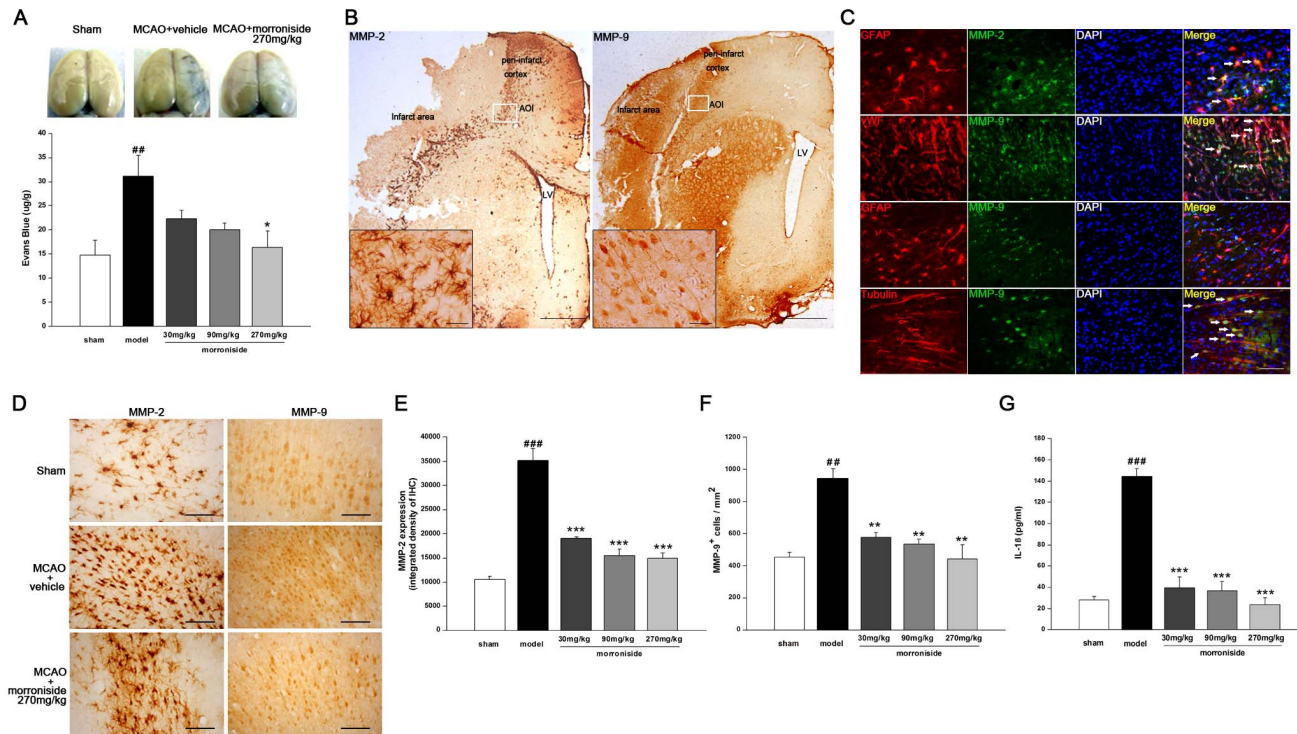 A
Sham
MCAO+vehicle
MCAO+morroniside
270mg/kg
Evans Blue (ug/g)
40
35
30
25
20
15
10
5
0
##
*
sham
model
30mg/kg
90mg/kg
270mg/kg
morroniside
B
MMP-2
peri-infarct
cortex
AOI
Infarct area
LV
MMP-9
peri-infarct
cortex
AOI
Infarct area
LV
C
GFAP
MMP-2
DAPI
Merge
vWF
MMP-9
DAPI
Merge
GFAP
MMP-9
DAPI
Merge
Tubulin
MMP-9
DAPI
Merge
D
MMP-2
MMP-9
Sham
MCAO
+
vehicle
MCAO
+
morroniside
270mg/kg
E
MMP-2 expression
(integrated density of IHC)
40000
35000
30000
25000
20000
15000
10000
5000
0
###
***
***
***
sham
model
30mg/kg
90mg/kg
270mg/kg
morroniside
F
MMP-9⁺ cells / mm²
1200
1000
800
600
400
200
0
##
**
**
**
sham
model
30mg/kg
90mg/kg
270mg/kg
morroniside
G
IL-1ß (pg/ml)
180
160
140
120
100
80
60
40
20
0
###
***
***
***
sham
model
30mg/kg
90mg/kg
270mg/kg
morroniside